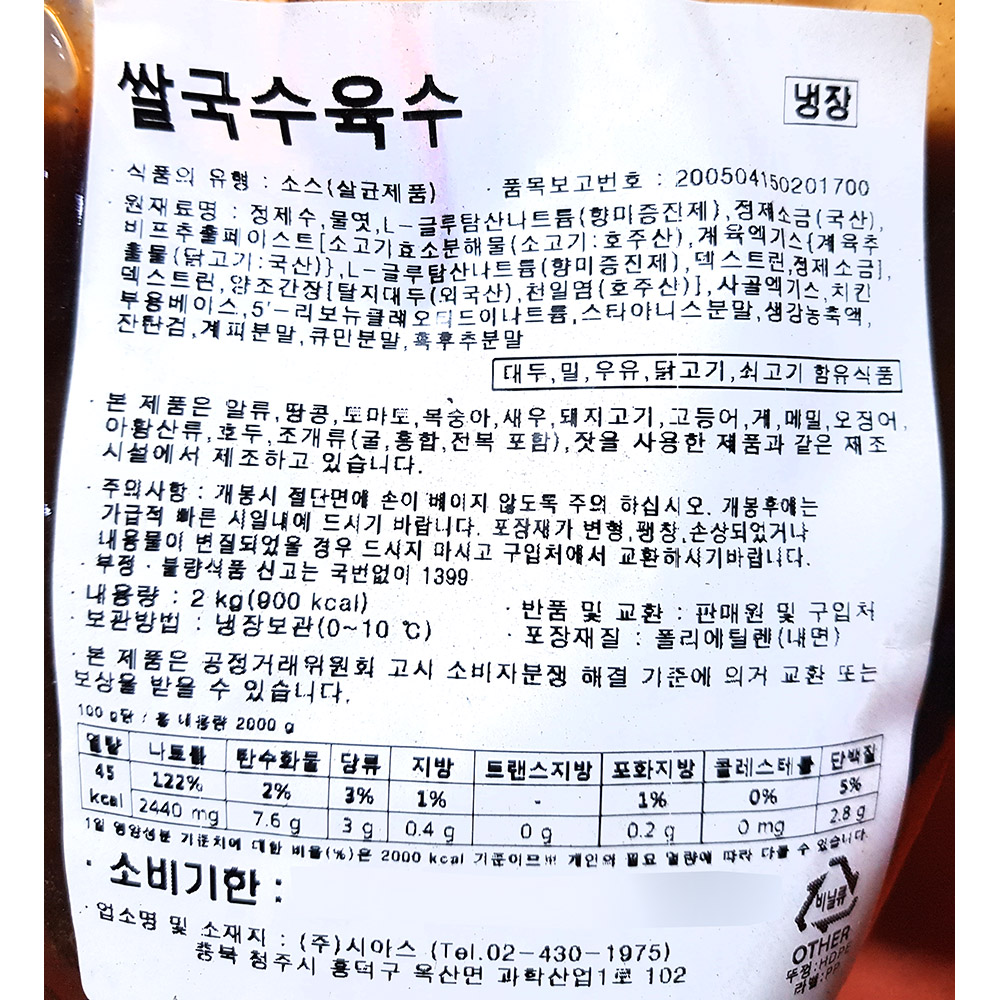 쌀국수육수
냉장
· 식품의 유형 : 소스(살균제품)
· 품목보고번호 : 200504150201700
· 원재료명 : 정제수,물엿,L-글루탐산나트륨{향미증진제},정제소금(국산),
비프추출페이스트[소고기효소분해물{소고기:호주산},계육엑기스{계육추
출물{닭고기:국산}},L-글루탐산나트륨(향미증진제),덱스트린,정제소금],
덱스트린,양조간장[탈지대두(외국산),천일염(호주산)],사골엑기스,치킨
부용베이스,5'-리보뉴클레오티드이나트륨,스타아니스분말,생강농축액,
잔탄검,계피분말,큐민분말,흑후추분말
대두,밀,우유,닭고기,쇠고기 함유식품
· 본 제품은 알류,땅콩,토마토,복숭아,새우,돼지고기,고등어,게,메밀,오징어,
아황산류,호두,조개류(굴,홍합,전복 포함),잣을 사용한 제품과 같은 제조
시설에서 제조하고 있습니다.
· 주의사항 : 개봉시 절단면에 손이 베이지 않도록 주의 하십시오. 개봉후에는
가급적 빠른 시일내에 드시기 바랍니다. 포장재가 변형,팽창,손상되었거나
내용물이 변질되었을 경우 드시지 마시고 구입처에서 교환하시기바랍니다.
· 부정 · 불량식품 신고는 국번없이 1399
· 내용량 : 2 kg(900 kcal)
· 반품 및 교환 : 판매원 및 구입처
· 보관방법 : 냉장보관(0~10 ℃)
· 포장재질 : 폴리에틸렌(내면)
· 본 제품은 공정거래위원회 고시 소비자분쟁 해결 기준에 의거 교환 또는
보상을 받을 수 있습니다.
100 g당 / 총 내용량 2000 g
열량 나트륨 탄수화물 당류 지방 트랜스지방 포화지방 콜레스테롤 단백질
45 122% 2% 3% 1% - 1% 0% 5%
kcal 2440 mg 7.6 g 3 g 0.4 g 0 g 0.2 g 0 mg 2.8 g
1일 영양성분 기준치에 대한 비율(%)은 2000 kcal 기준이므로 개인의 필요 열량에 따라 다를 수 있습니다.
· 소비기한 :
비닐류
OTHER
뚜껑:HDPE
라벨:PP
· 업소명 및 소재지 : (주)시아스 (Tel.02-430-1975)
충북 청주시 흥덕구 옥산면 과학산업1로 102